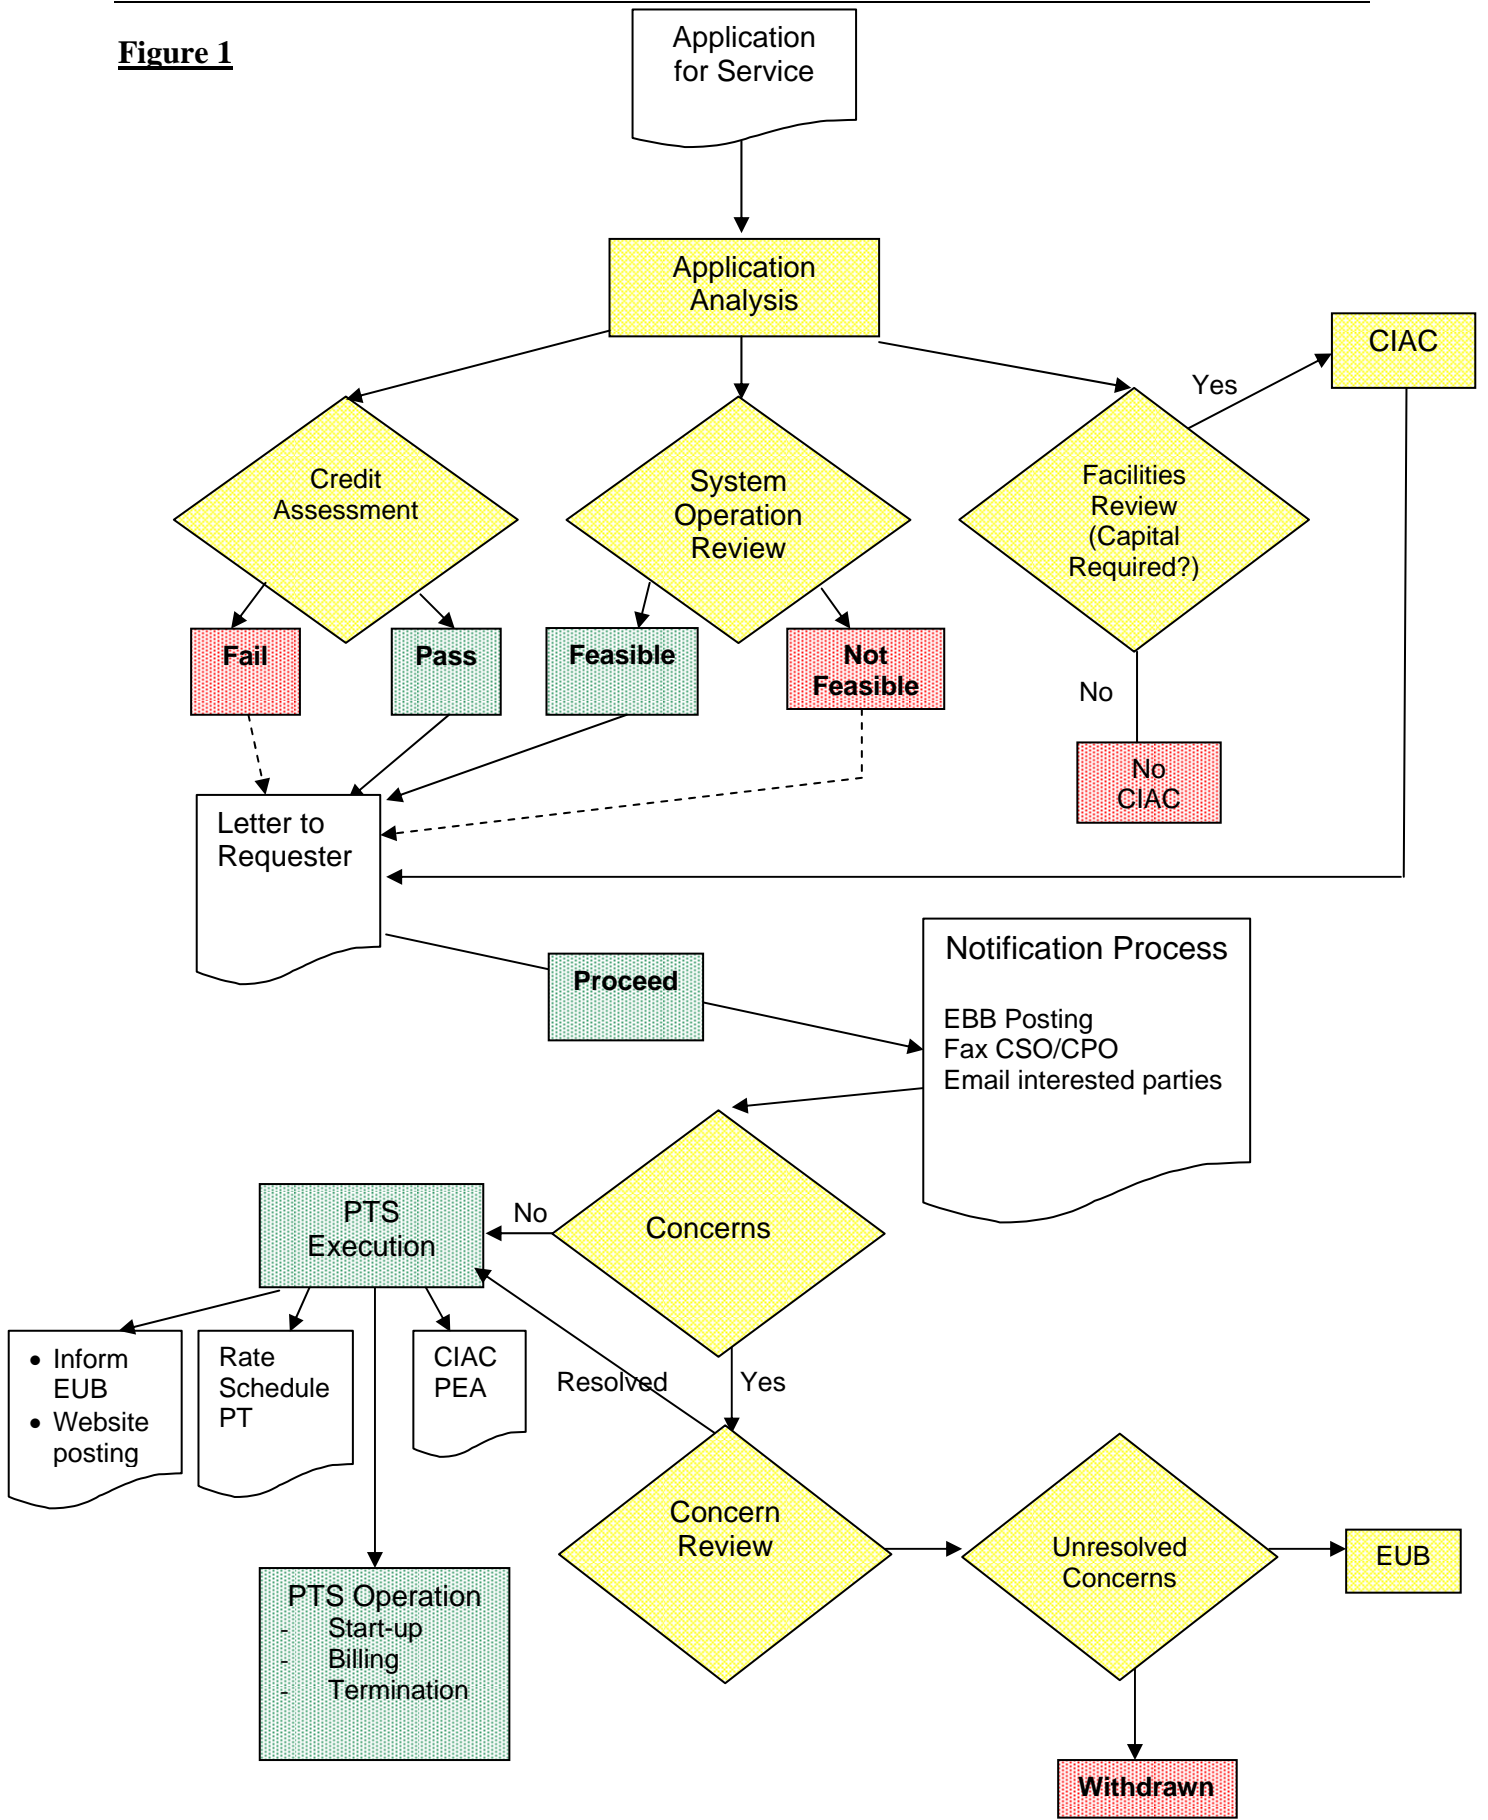 Figure 1
Application
for Service
Application
Analysis
CIAC
Yes
Credit
Assessment
System
Operation
Review
Facilities
Review
(Capital
Required?)
Fail
Pass
Feasible
Not
Feasible
No
No
CIAC
Letter to
Requester
Proceed
Notification Process
EBB Posting
Fax CSO/CPO
Email interested parties
PTS
Execution
No
Concerns
• Inform
EUB
• Website
posting
Rate
Schedule
PT
CIAC
PEA
Resolved
Yes
Concern
Review
Unresolved
Concerns
EUB
PTS Operation
- Start-up
- Billing
- Termination
Withdrawn